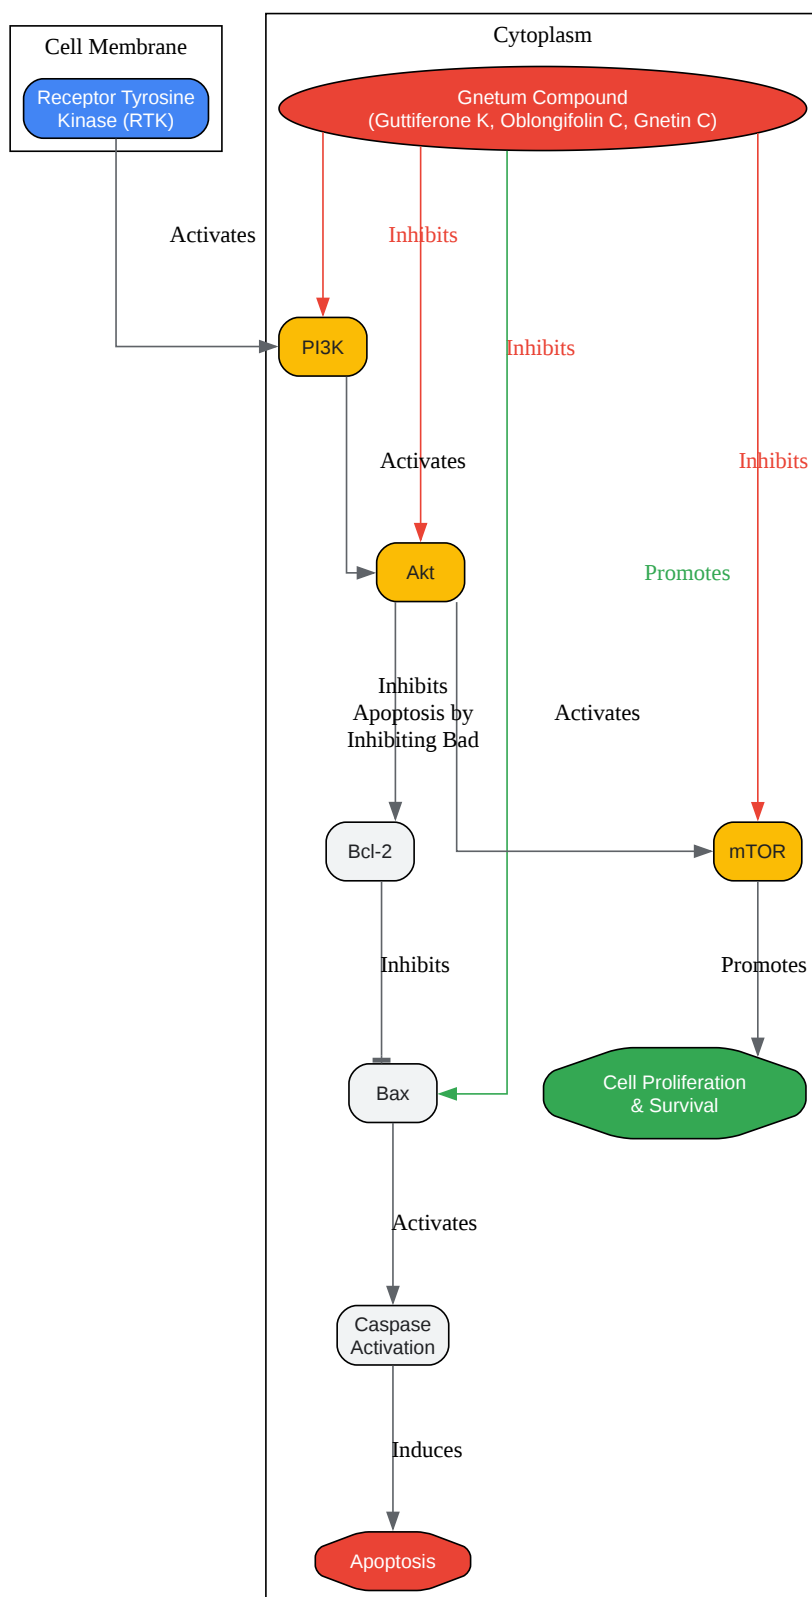 Cell Membrane
Cytoplasm
Receptor Tyrosine
Kinase (RTK)
Gnetum Compound
(Guttiferone K, Oblongifolin C, Gnetin C)
Activates
Inhibits
PI3K
Inhibits
Activates
Inhibits
Akt
Promotes
Inhibits
Apoptosis by
Inhibiting Bad
Activates
Bcl-2
mTOR
Inhibits
Promotes
Bax
Cell Proliferation
& Survival
Activates
Caspase
Activation
Induces
Apoptosis